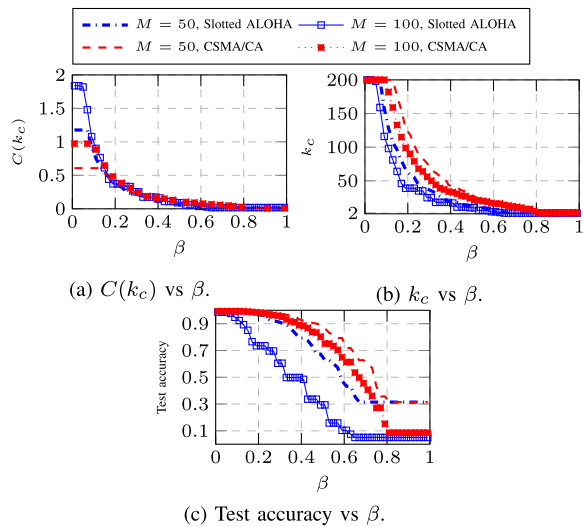 M = 50, Slotted ALOHA M = 100, Slotted ALOHA
M = 50, CSMA/CA M = 100, CSMA/CA
2
1.5
1
0.5
0
C(k_c)
0 0.2 0.4 0.6 0.8 1
β
200
150
100
50
2
k_c
0 0.2 0.4 0.6 0.8 1
β
(a) C(k_c) vs β.
(b) k_c vs β.
0.9
0.7
0.5
0.3
0.1
Test accuracy
0 0.2 0.4 0.6 0.8 1
β
(c) Test accuracy vs β.